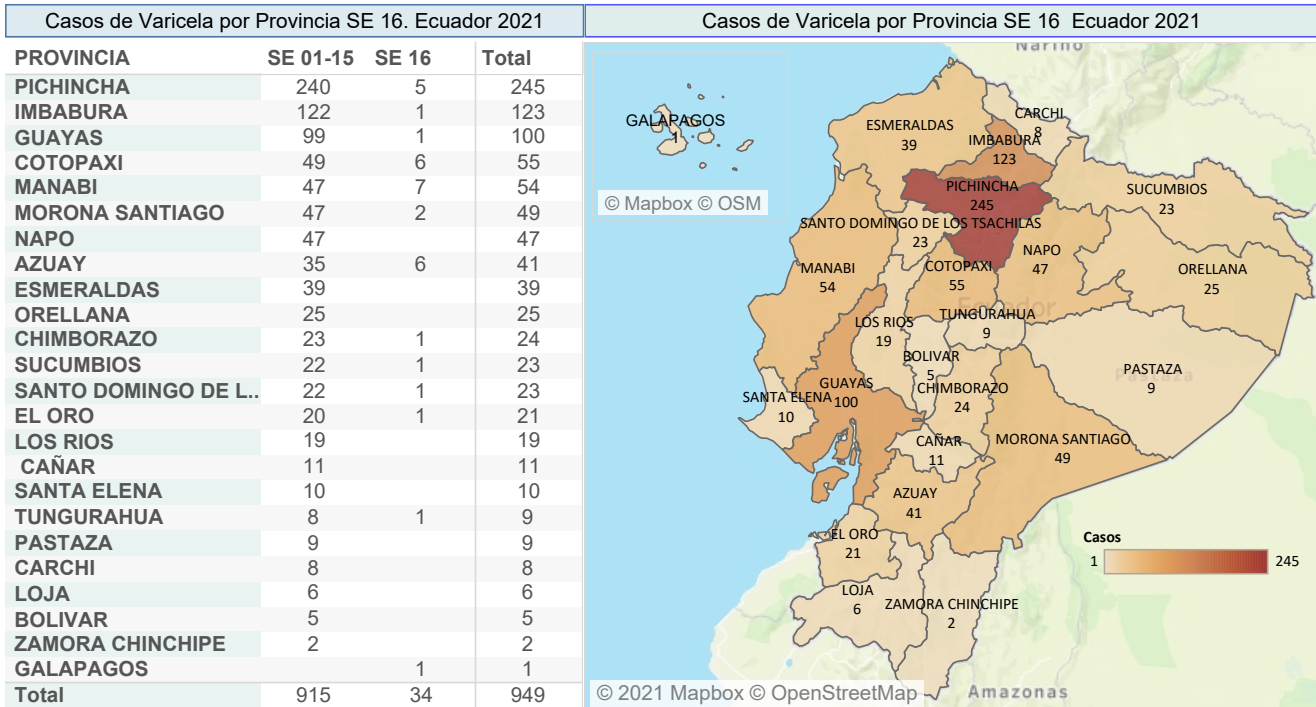 Casos de Varicela por Provincia SE 16. Ecuador 2021
PROVINCIA SE 01-15 SE 16 Total
PICHINCHA 240 5 245
IMBABURA 122 1 123
GUAYAS 99 1 100
COTOPAXI 49 6 55
MANABI 47 7 54
MORONA SANTIAGO 47 2 49
NAPO 47 47
AZUAY 35 6 41
ESMERALDAS 39 39
ORELLANA 25 25
CHIMBORAZO 23 1 24
SUCUMBIOS 22 1 23
SANTO DOMINGO DE L.. 22 1 23
EL ORO 20 1 21
LOS RIOS 19 19
CAÑAR 11 11
SANTA ELENA 10 10
TUNGURAHUA 8 1 9
PASTAZA 9 9
CARCHI 8 8
LOJA 6 6
BOLIVAR 5 5
ZAMORA CHINCHIPE 2 2
GALAPAGOS 1 1
Total 915 34 949
Casos de Varicela por Provincia SE 16 Ecuador 2021
Nariño
GALAPAGOS
1
© Mapbox © OSM
ESMERALDAS
39
CARCHI
8
IMBABURA
123
PICHINCHA
245
SUCUMBIOS
23
SANTO DOMINGO DE LOS TSACHILAS
23
NAPO
47
MANABI
54
COTOPAXI
55
ORELLANA
25
Ecuador
TUNGURAHUA
9
LOS RIOS
19
BOLIVAR
5
PASTAZA
Pastaza
9
GUAYAS
100
CHIMBORAZO
24
SANTA ELENA
10
CAÑAR
11
MORONA SANTIAGO
49
AZUAY
41
EL ORO
21
Casos
1 245
LOJA
6
ZAMORA CHINCHIPE
2
© 2021 Mapbox © OpenStreetMap
Amazonas